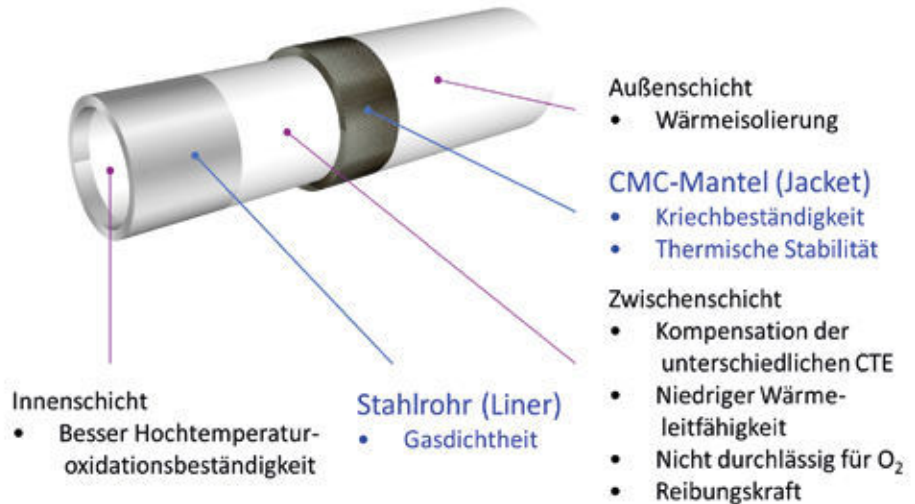 Außenschicht
• Wärmeisolierung
CMC-Mantel (Jacket)
• Kriechbeständigkeit
• Thermische Stabilität
Zwischenschicht
• Kompensation der
unterschiedlichen CTE
• Niedriger Wärme-
leitfähigkeit
• Nicht durchlässig für O₂
• Reibungskraft
Stahlrohr (Liner)
• Gasdichtheit
Innenschicht
• Besser Hochtemperatur-
oxidationsbeständigkeit